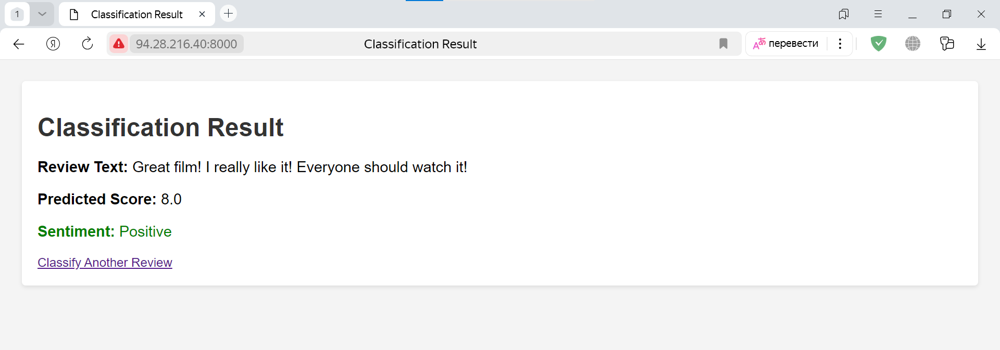 1
Classification Result
Я
94.28.216.40:8000
Classification Result
перевести
Classification Result
Review Text: Great film! I really like it! Everyone should watch it!
Predicted Score: 8.0
Sentiment: Positive
Classify Another Review